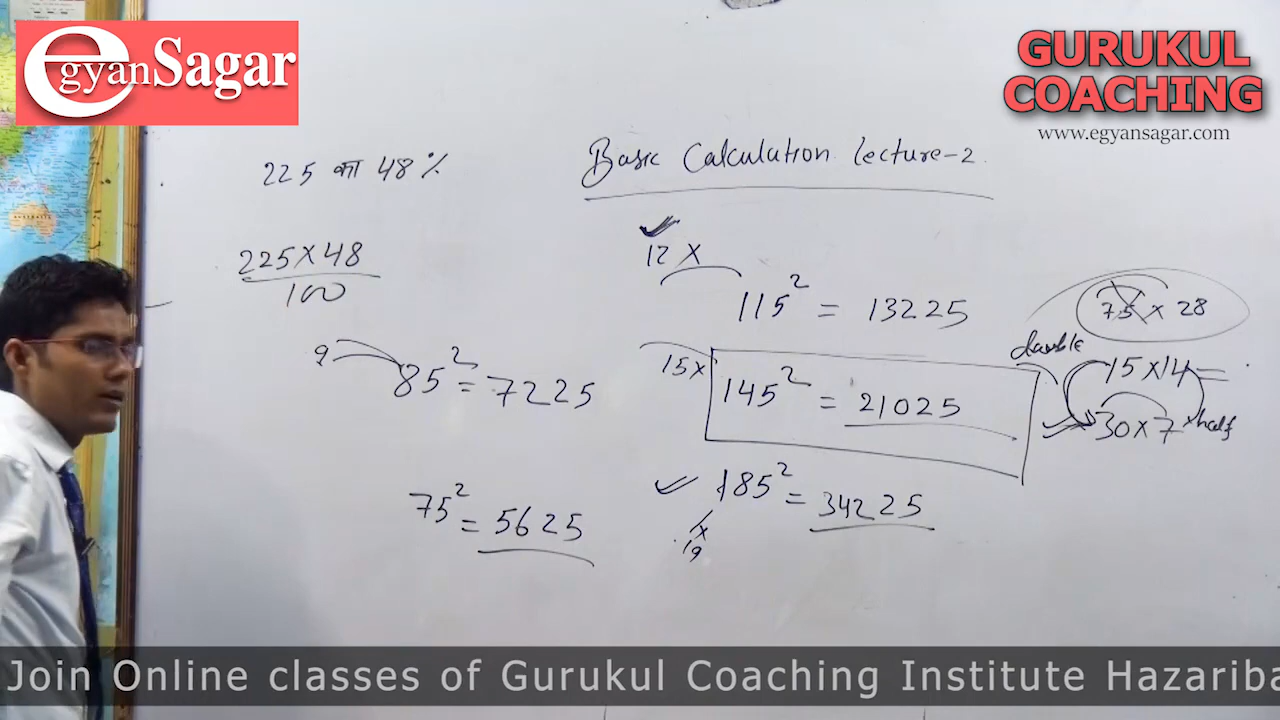 egyanSagar
GURUKUL
COACHING
www.egyansagar.com
225 का 48 %
Basic Calculation lecture-2
225 x 48
100
12 x
115² = 13225
75 x 28
9
85² = 7225
15x
145² = 21025
double
15 x 14 =
30 x 7 x half
75² = 5625
185² = 34225
x
19
AUSTRALIA
Join Online classes of Gurukul Coaching Institute Hazariba